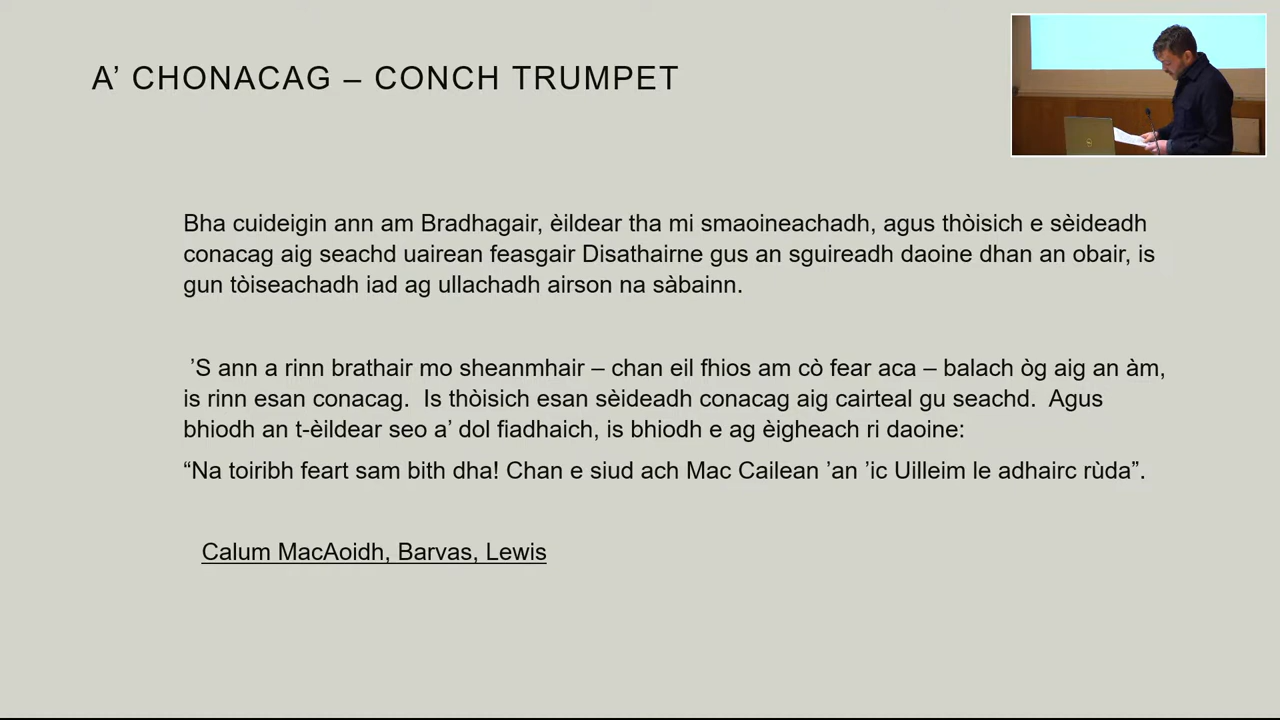 A’ CHONACAG – CONCH TRUMPET
Bha cuideigin ann am Bradhagair, èildear tha mi smaoineachadh, agus thòisich e sèideadh
conacag aig seachd uairean feasgair Disathairne gus an sguireadh daoine dhan an obair, is
gun tòiseachadh iad ag ullachadh airson na sàbainn.
’S ann a rinn brathair mo sheanmhair – chan eil fhios am cò fear aca – balach òg aig an àm,
is rinn esan conacag.  Is thòisich esan sèideadh conacag aig cairteal gu seachd.  Agus
bhiodh an t-èildear seo a’ dol fiadhaich, is bhiodh e ag èigheach ri daoine:
“Na toiribh feart sam bith dha! Chan e siud ach Mac Cailean ’an ’ic Uilleim le adhairc rùda”.
Calum MacAoidh, Barvas, Lewis